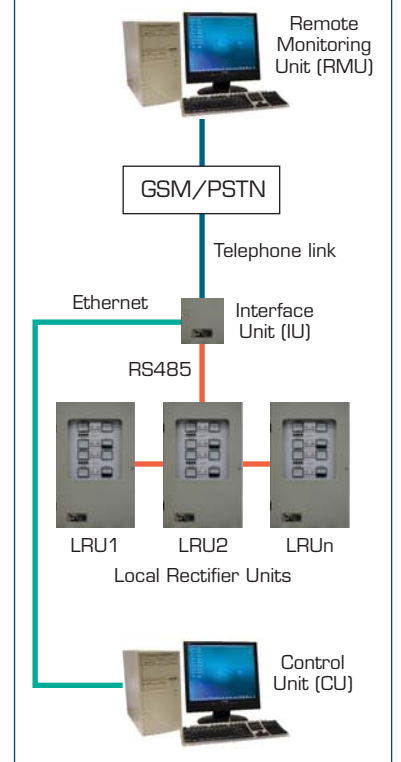 Remote
Monitoring
Unit (RMU)
GSM/PSTN
Telephone link
Ethernet
Interface
Unit (IU)
RS485
LRU1
LRU2
LRUn
Local Rectifier Units
Control
Unit (CU)